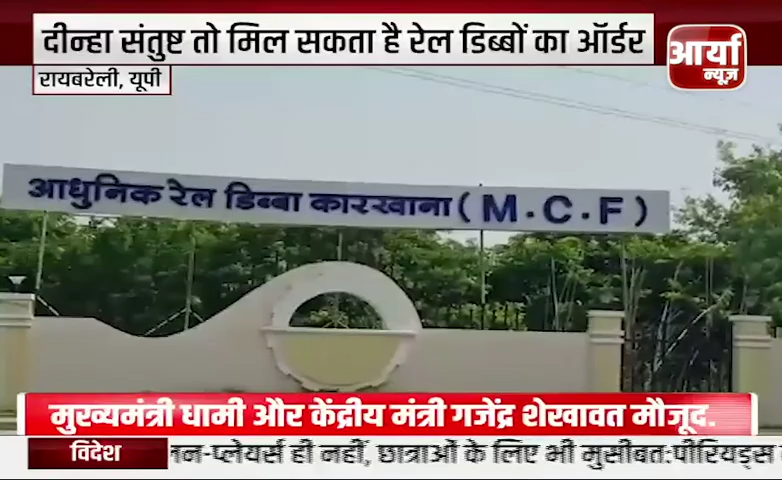 दीन्हा संतुष्ट तो मिल सकता है रेल डिब्बों का ऑर्डर
आर्या
न्यूज़
रायबरेली, यूपी
आधुनिक रेल डिब्बा कारखाना ( M.C.F )
मुख्यमंत्री धामी और केंद्रीय मंत्री गजेंद्र शेखावत मौजूद.
विदेश
-प्लेयर्स ही नहीं, छात्राओं के लिए भी मुसीबत:पीरियड्स